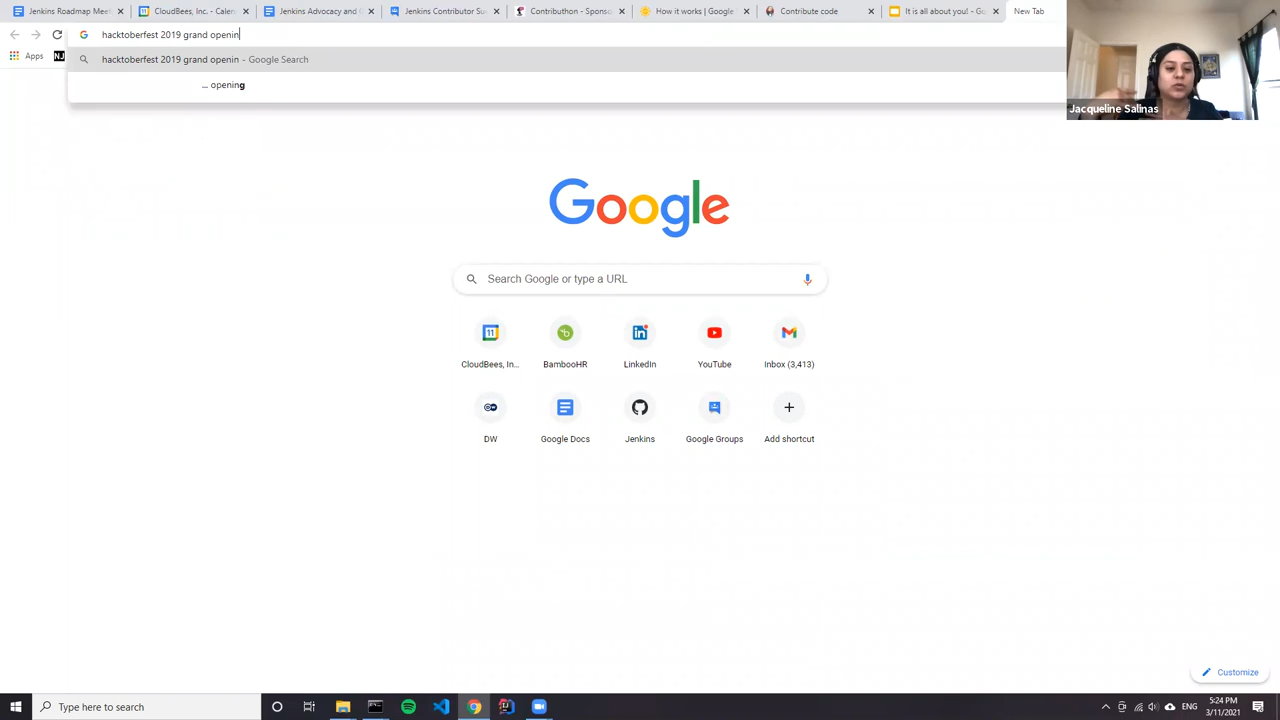 Jenkins Roadmap Meet
CloudBees, Inc. - Calen
Jenkins Advocacy and
Jenkins Contributor Su
Contributhon - Sponso
How it works | Google
Contribute code
It is all about you! - Go
New Tab
hacktoberfest 2019 grand openin
Apps
NJ
hacktoberfest 2019 grand openin - Google Search
... opening
Jacqueline Salinas
Google
Search Google or type a URL
CloudBees, In...
BambooHR
LinkedIn
YouTube
Inbox (3,413)
DW
Google Docs
Jenkins
Google Groups
Add shortcut
Customize
Type here to search
ENG
5:24 PM
3/11/2021